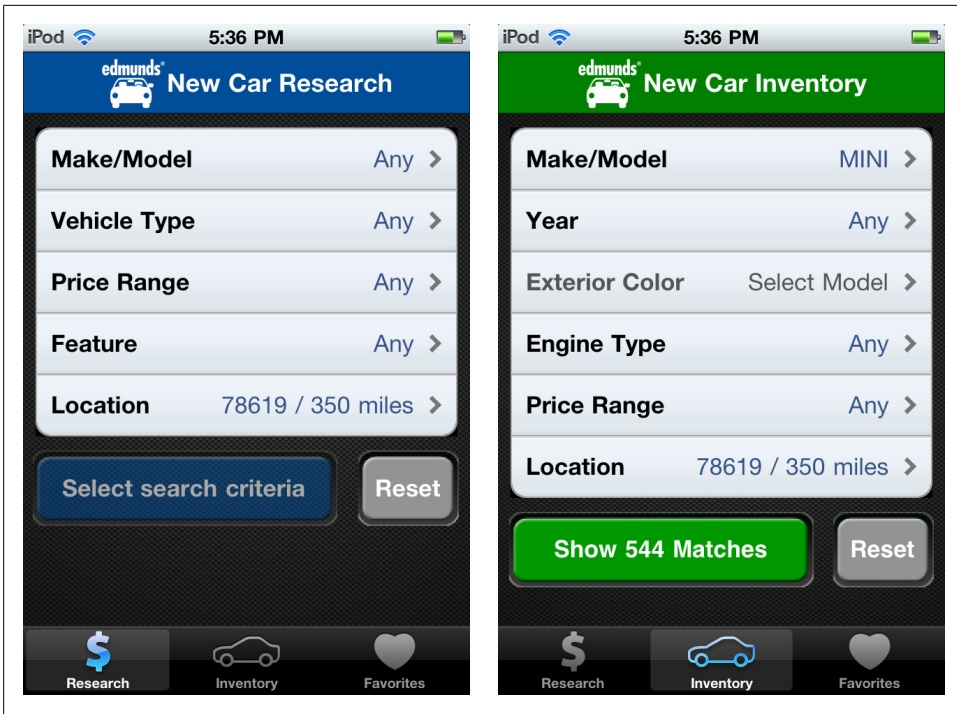 iPod 5:36 PM
edmunds®
New Car Research
Make/Model Any
Vehicle Type Any
Price Range Any
Feature Any
Location 78619 / 350 miles
Select search criteria Reset
Research Inventory Favorites
iPod 5:36 PM
edmunds®
New Car Inventory
Make/Model MINI
Year Any
Exterior Color Select Model
Engine Type Any
Price Range Any
Location 78619 / 350 miles
Show 544 Matches Reset
Research Inventory Favorites